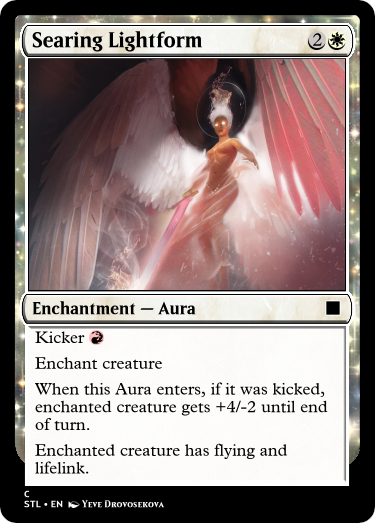 Searing Lightform 2
Enchantment — Aura
Kicker
Enchant creature
When this Aura enters, if it was kicked,
enchanted creature gets +4/-2 until end
of turn.
Enchanted creature has flying and
lifelink.
C
STL • EN Yeve Drovosekova